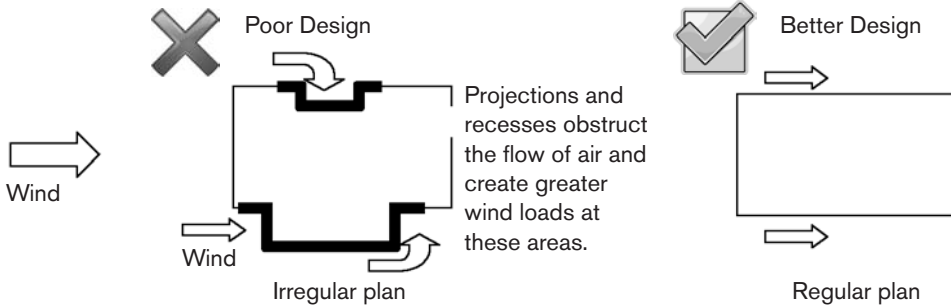 Poor Design
Better Design
Wind
Projections and
recesses obstruct
the flow of air and
create greater
wind loads at
these areas.
Wind
Irregular plan
Regular plan